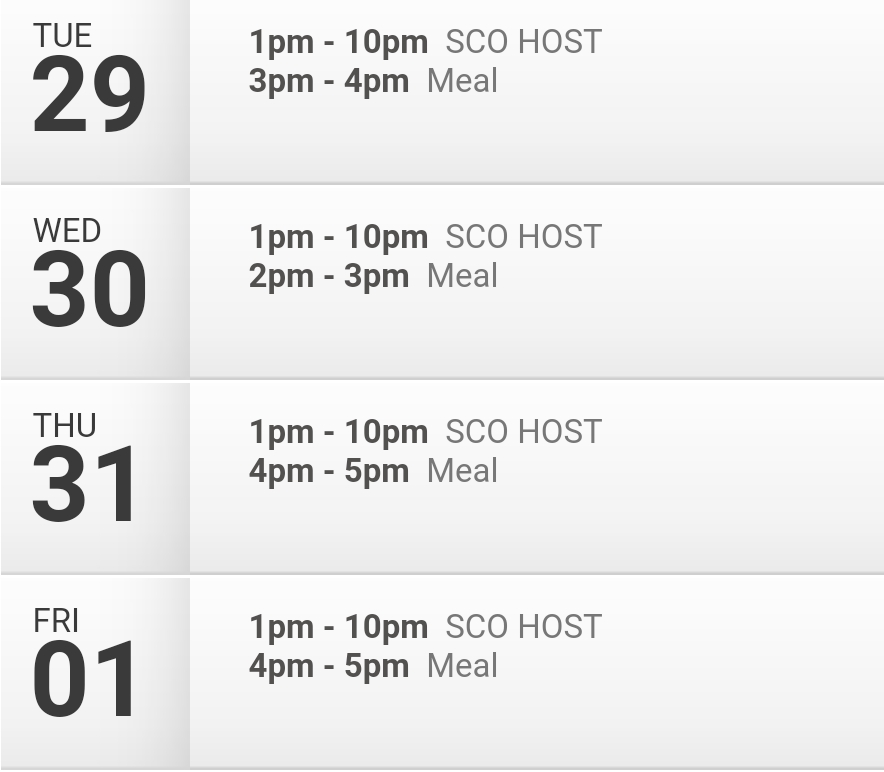 TUE
29
1pm - 10pm SCO HOST
3pm - 4pm Meal
WED
30
1pm - 10pm SCO HOST
2pm - 3pm Meal
THU
31
1pm - 10pm SCO HOST
4pm - 5pm Meal
FRI
01
1pm - 10pm SCO HOST
4pm - 5pm Meal